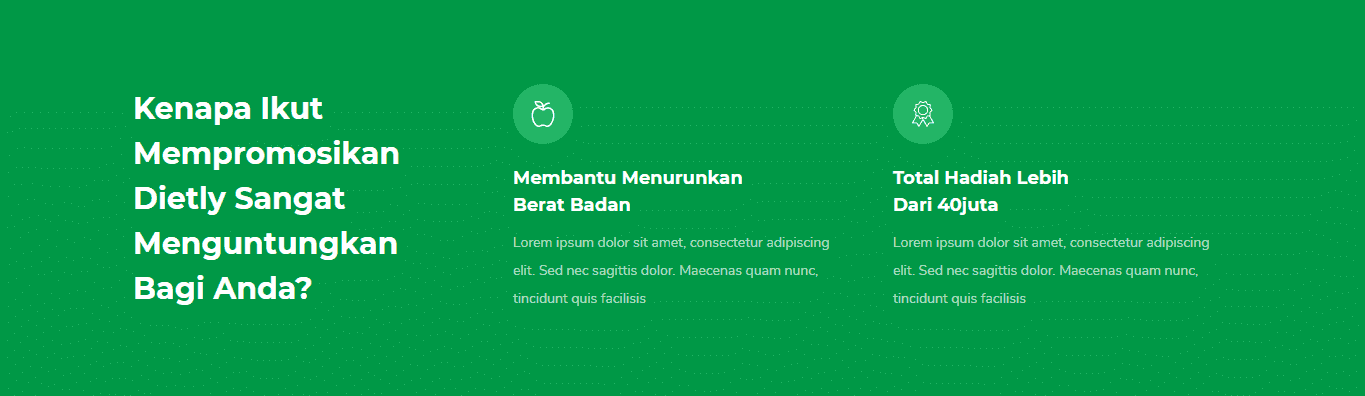 Kenapa Ikut
Mempromosikan
Dietly Sangat
Menguntungkan
Bagi Anda?
Membantu Menurunkan
Berat Badan
Lorem ipsum dolor sit amet, consectetur adipiscing
elit. Sed nec sagittis dolor. Maecenas quam nunc,
tincidunt quis facilisis
Total Hadiah Lebih
Dari 40juta
Lorem ipsum dolor sit amet, consectetur adipiscing
elit. Sed nec sagittis dolor. Maecenas quam nunc,
tincidunt quis facilisis